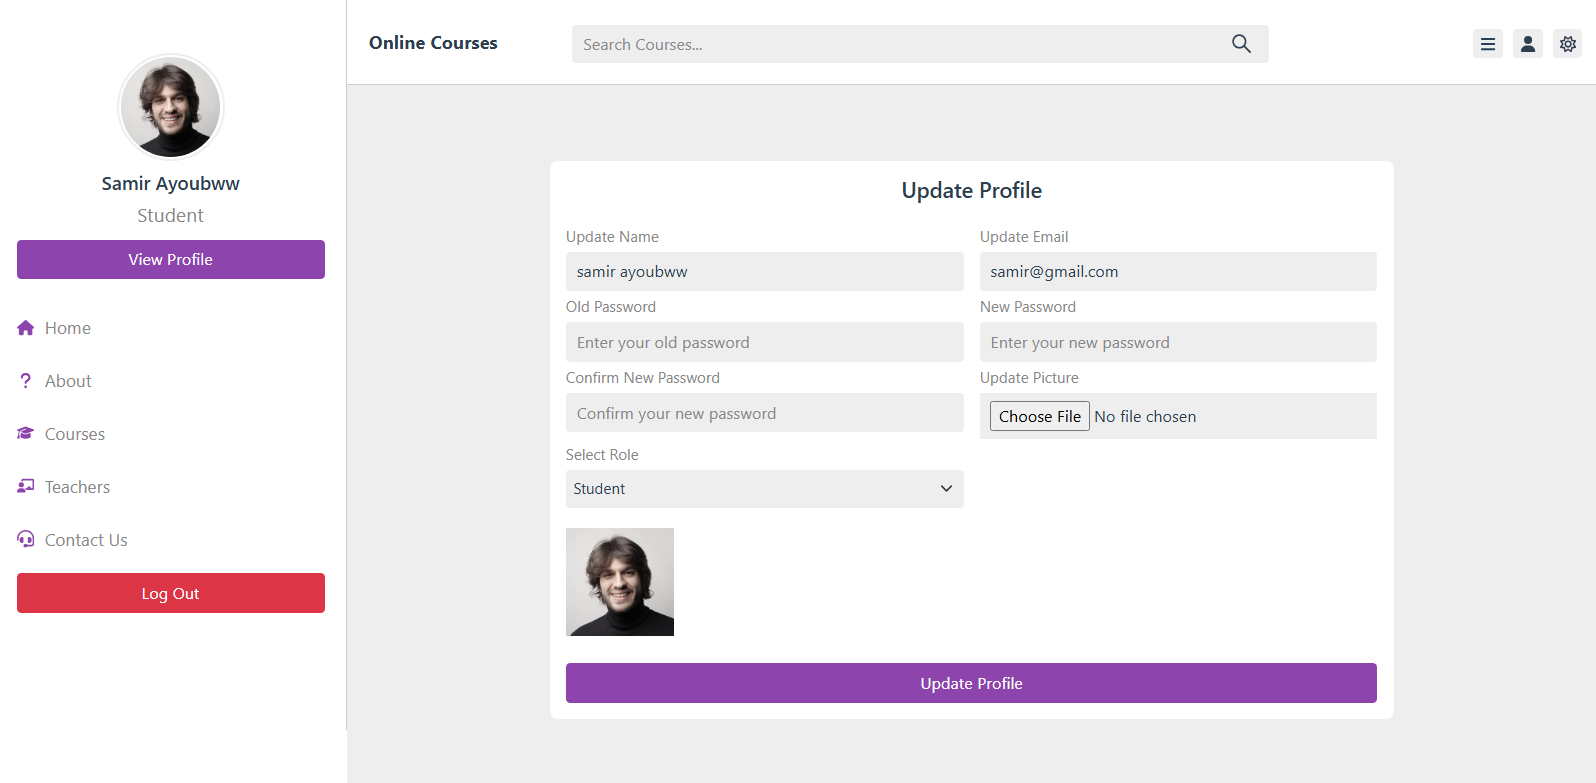 Samir Ayoubww
Student
View Profile
Home
About
Courses
Teachers
Contact Us
Log Out
Online Courses
Search Courses...
Update Profile
Update Name
samir ayoubww
Update Email
samir@gmail.com
Old Password
Enter your old password
New Password
Enter your new password
Confirm New Password
Confirm your new password
Update Picture
Choose File No file chosen
Select Role
Student
Update Profile